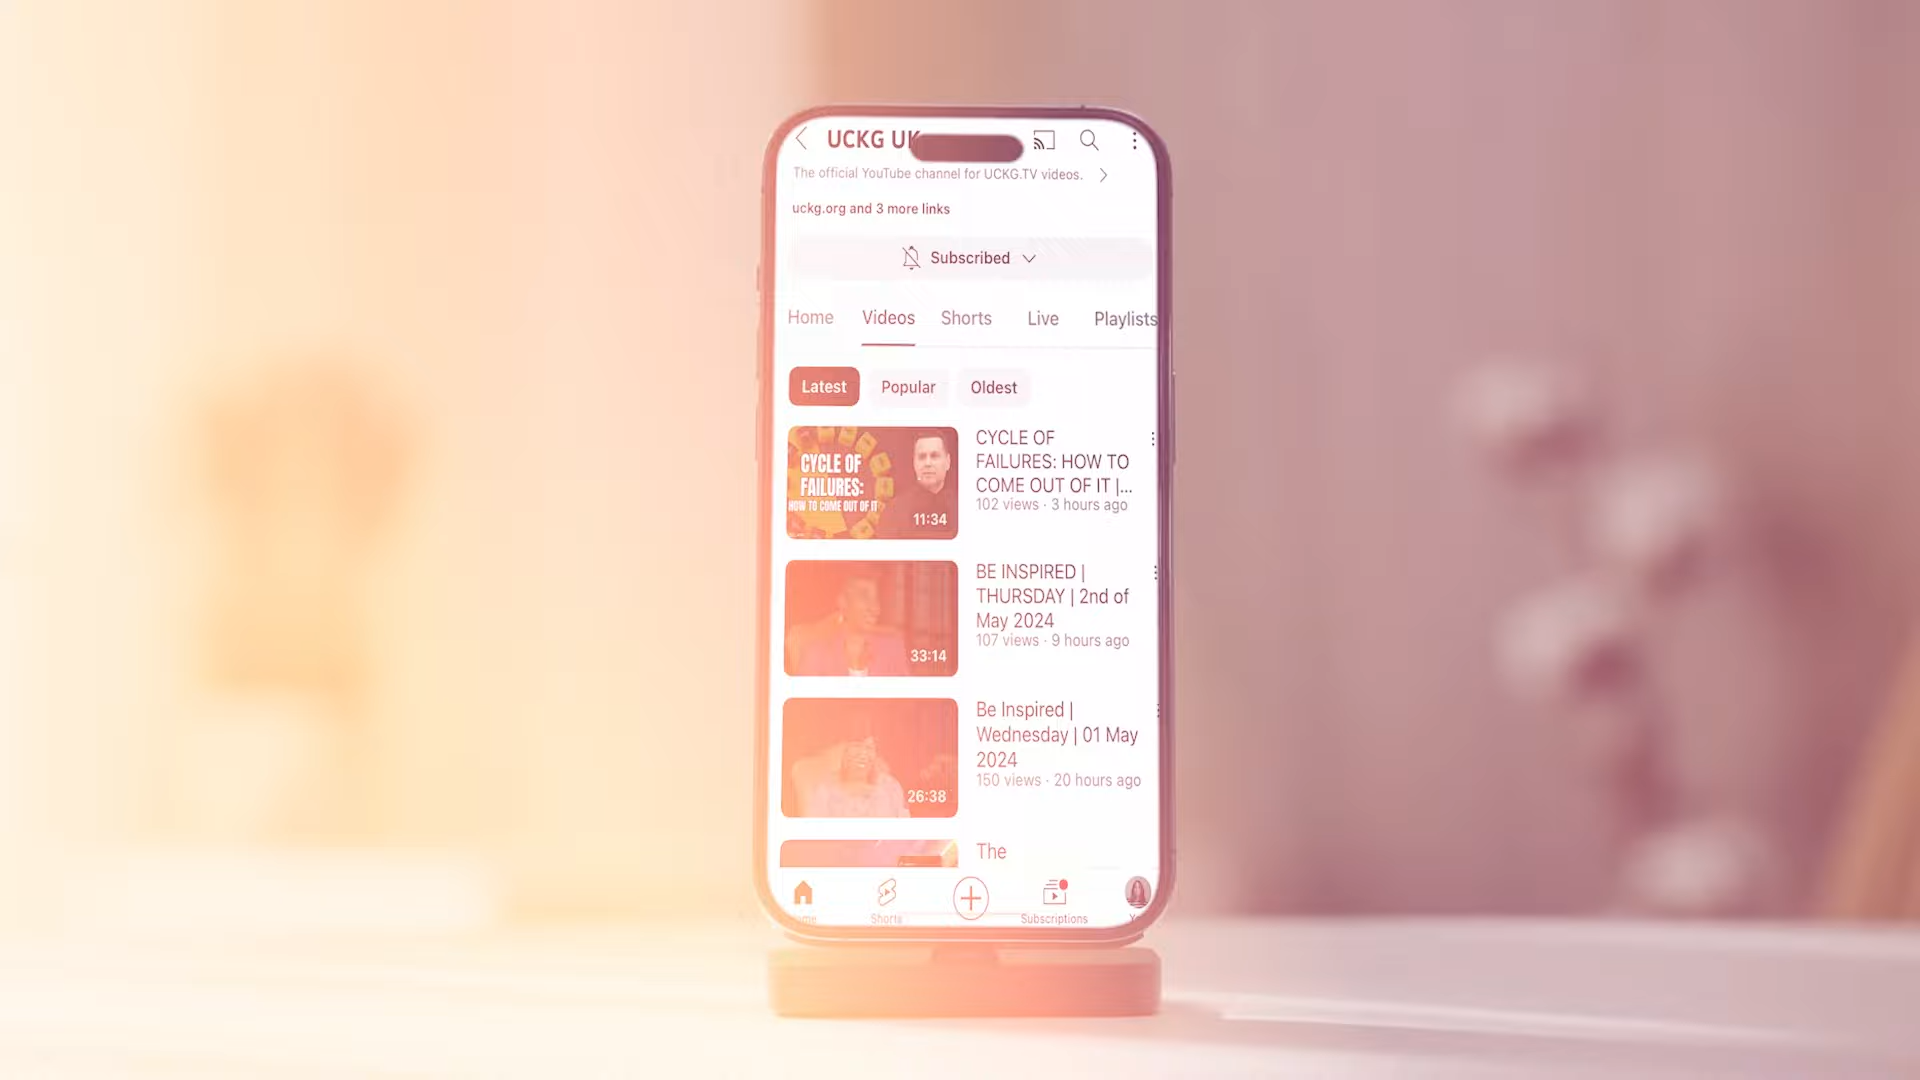 UCKG UK
The official YouTube channel for UCKG.TV videos.
uckg.org and 3 more links
Subscribed
Home Videos Shorts Live Playlists
Latest Popular Oldest
CYCLE OF
FAILURES:
HOW TO COME OUT OF IT
11:34
CYCLE OF
FAILURES: HOW TO
COME OUT OF IT |...
102 views · 3 hours ago
33:14
BE INSPIRED |
THURSDAY | 2nd of
May 2024
107 views · 9 hours ago
26:38
Be Inspired |
Wednesday | 01 May
2024
150 views · 20 hours ago
The
Shorts Subscriptions